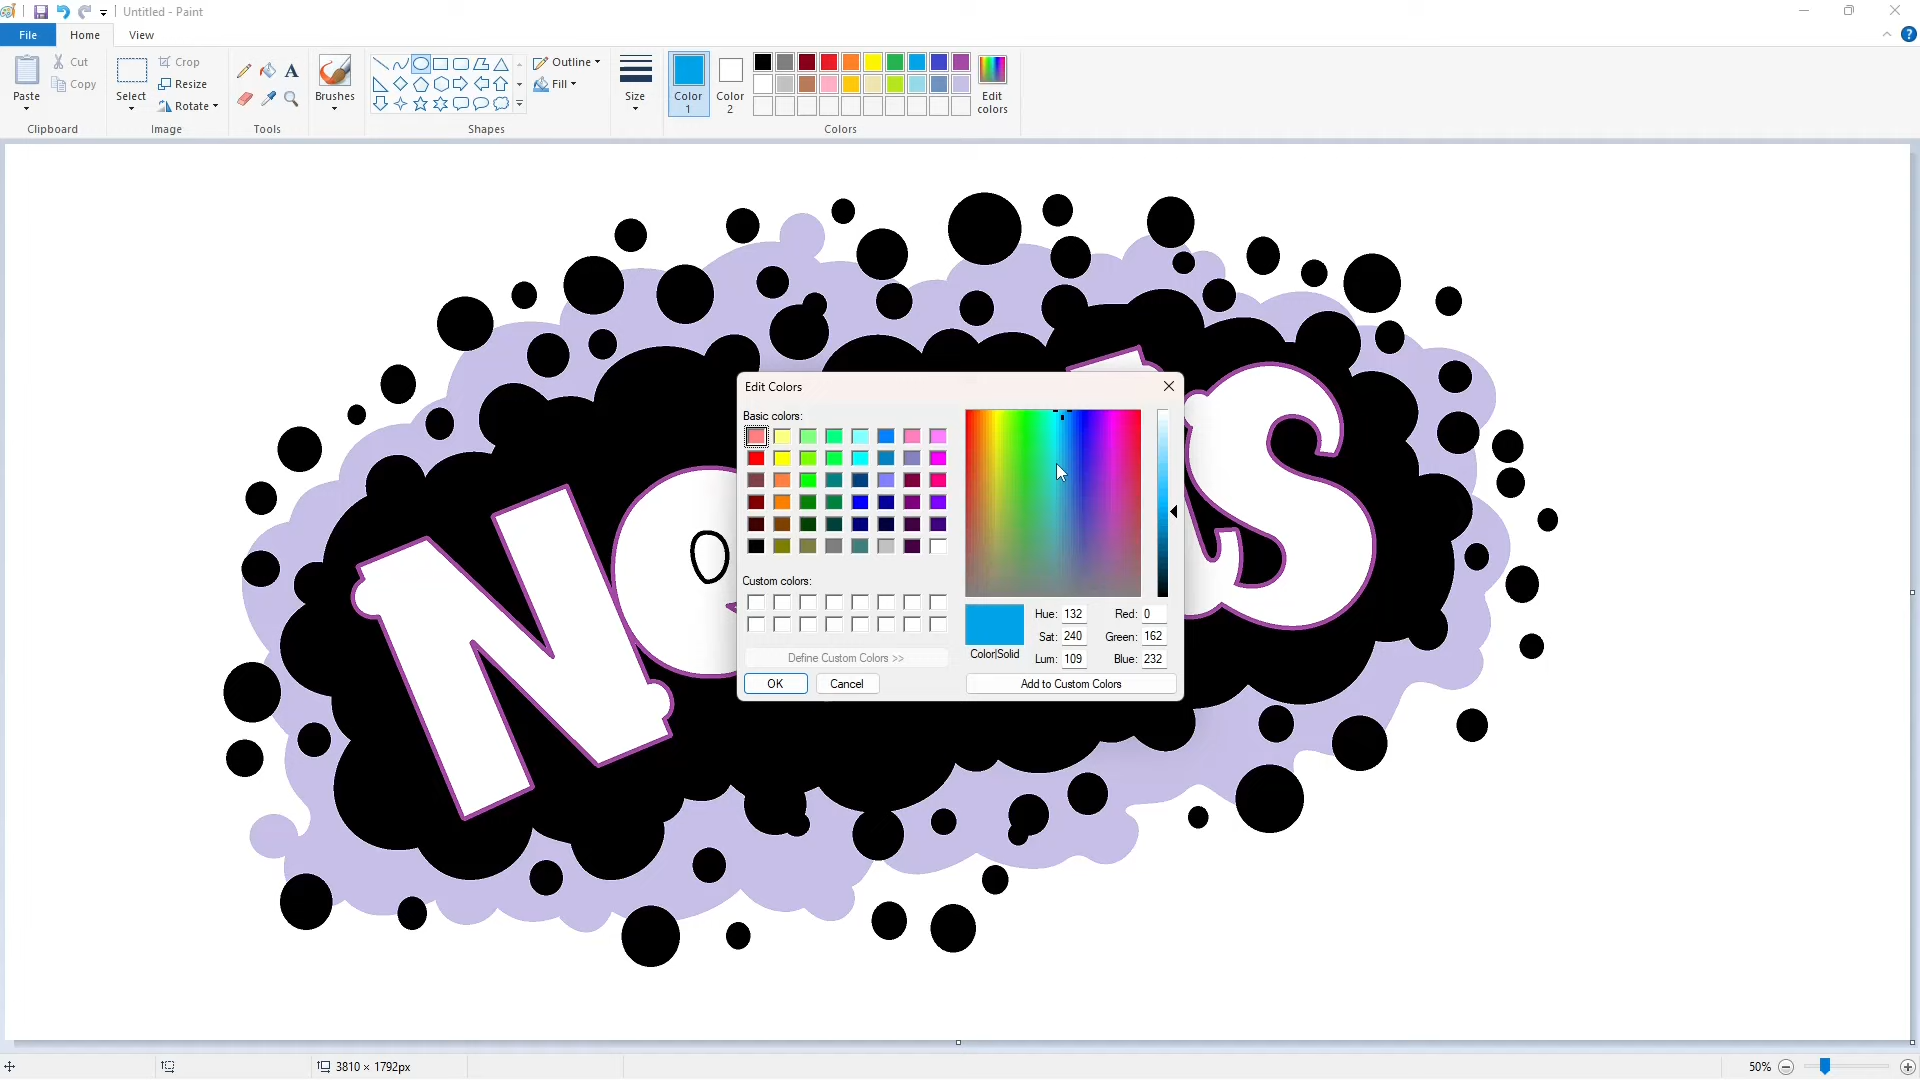 Untitled - Paint
File Home View
Cut
Copy
Paste
Clipboard
Select
Crop
Resize
Rotate
Image
A
Tools
Brushes
Shapes
Outline
Fill
Size
Color 1
Color 2
Edit colors
Colors
Edit Colors
Basic colors:
Custom colors:
Define Custom Colors >>
OK
Cancel
Color|Solid
Hue: 132
Sat: 240
Lum: 109
Red: 0
Green: 162
Blue: 232
Add to Custom Colors
N
S
3810 × 1792px
50%